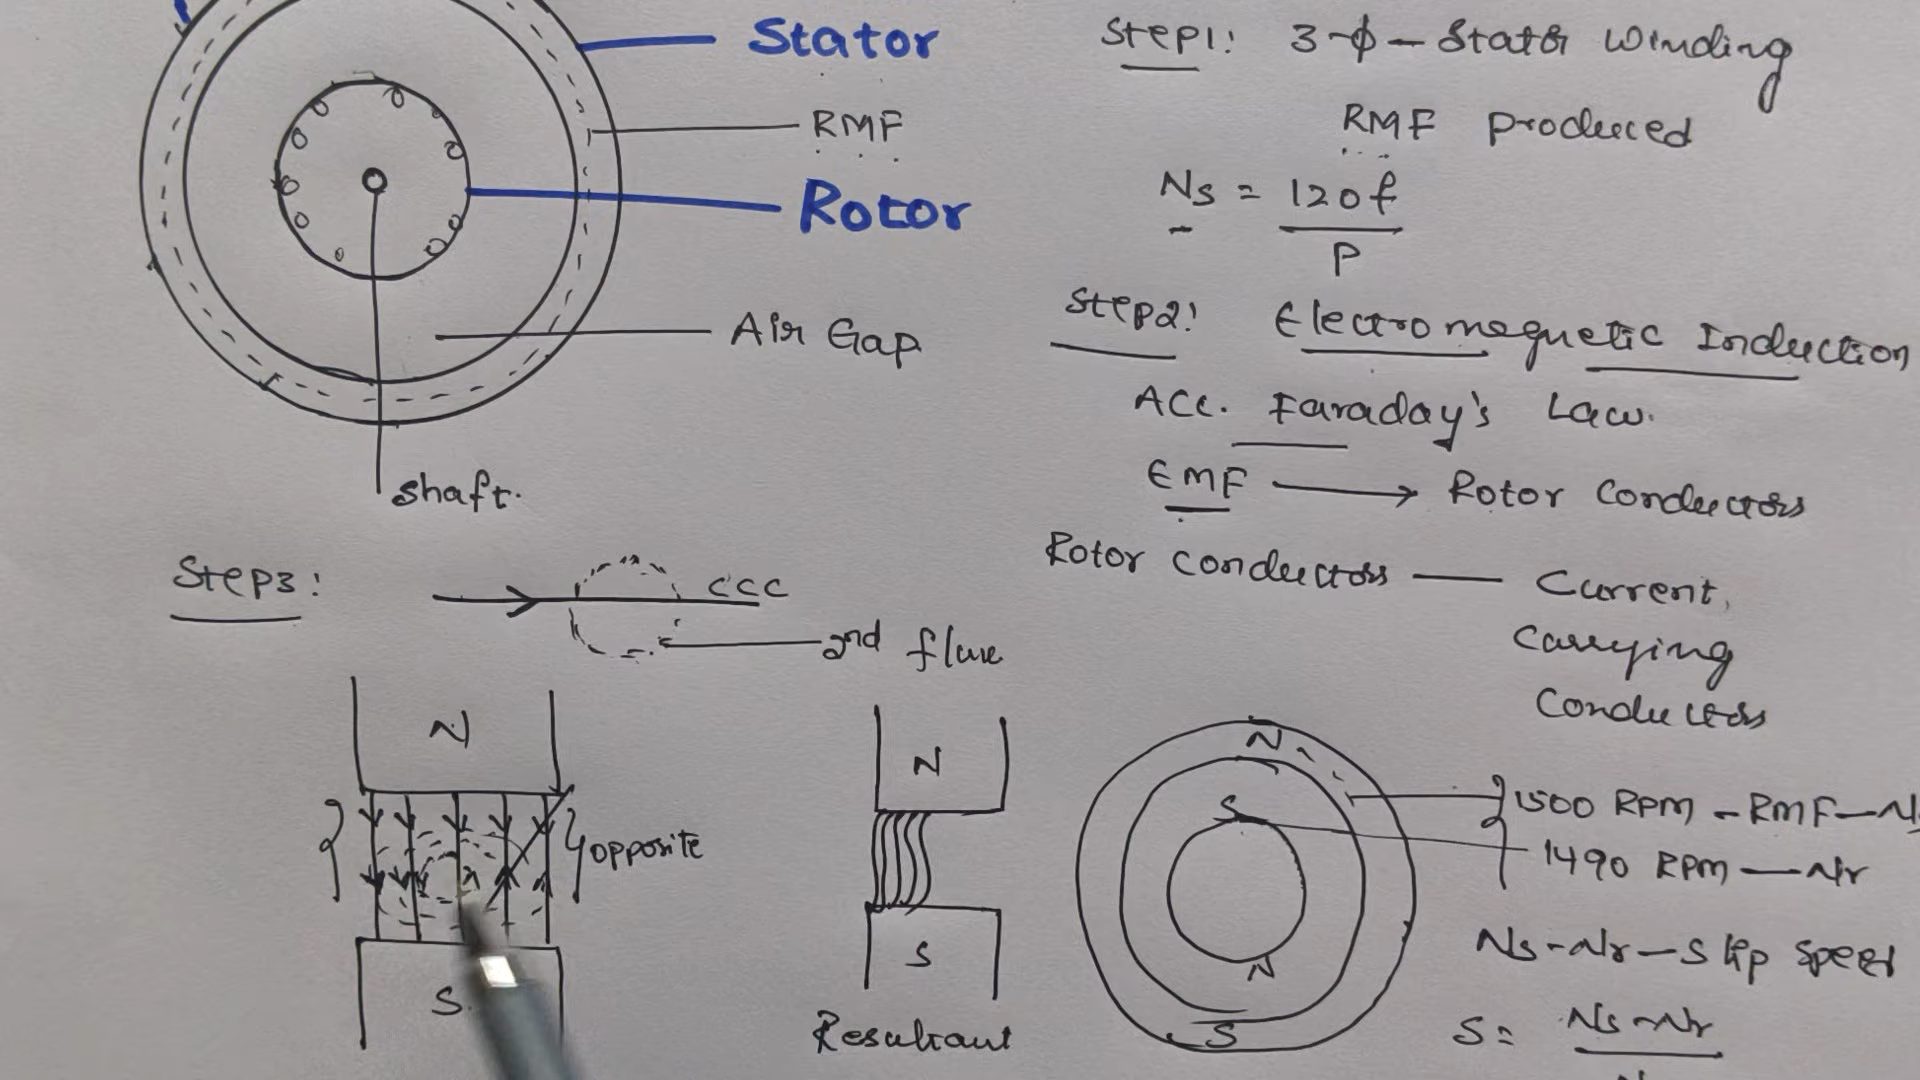 Stator
RMF
Rotor
Air Gap
Shaft.
Step1: 3-ϕ - Stator winding
RMF produced
Ns = 120f
P
Step2: Electromagnetic Induction
Acc. Faraday's Law.
EMF → Rotor Conductors
Rotor conductors — Current
Carrying
Conductors
Step3:
CCC
2nd flux
N
opposite
S
N
S
Resultant
N
S
N
S
1500 RPM - RMF - N
1490 RPM — Nr
Ns - Nr - Slip Speed
S = Ns - Nr